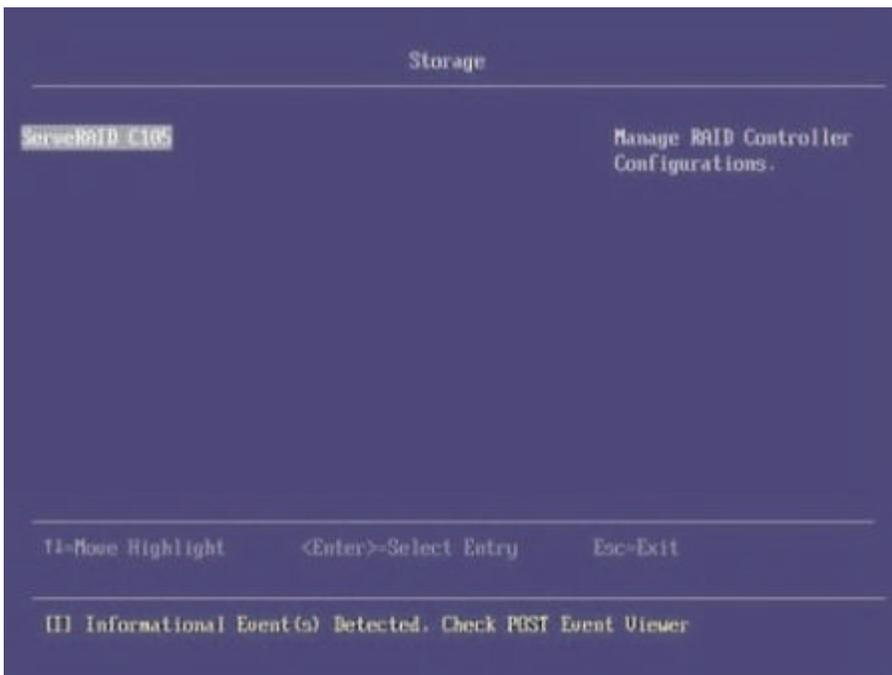 Storage
ServeRAID C105
Manage RAID Controller
Configurations.
↑↓=Move Highlight <Enter>=Select Entry Esc=Exit
[I] Informational Event(s) Detected. Check POST Event Viewer